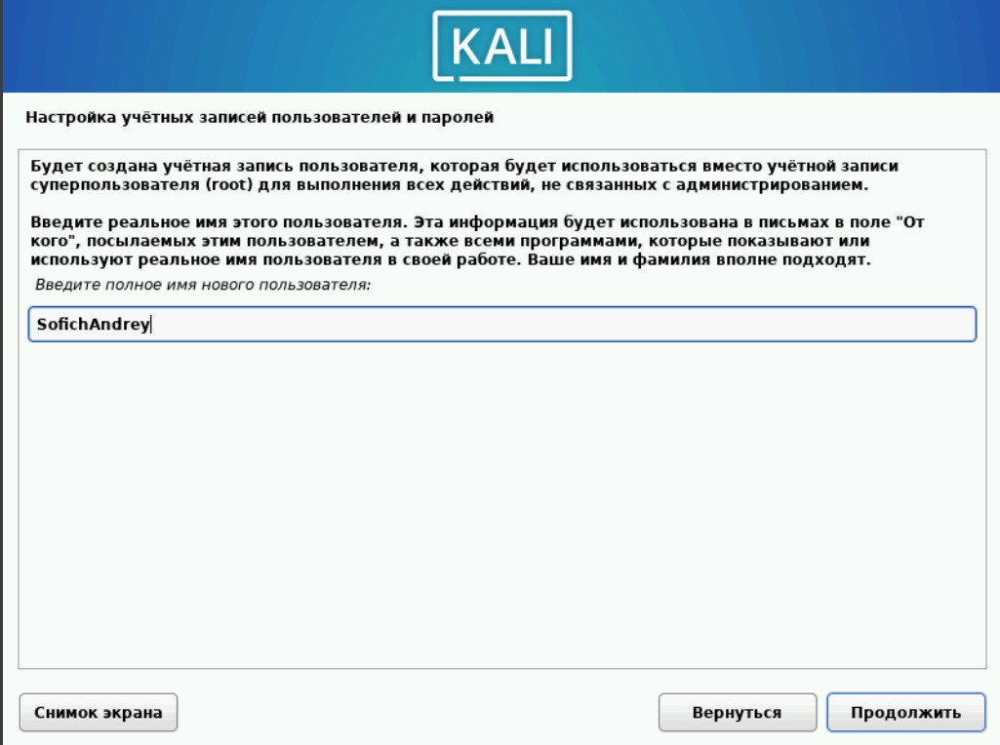 KALI
Настройка учётных записей пользователей и паролей
Будет создана учётная запись пользователя, которая будет использоваться вместо учётной записи
суперпользователя (root) для выполнения всех действий, не связанных с администрированием.
Введите реальное имя этого пользователя. Эта информация будет использована в письмах в поле "От
кого", посылаемых этим пользователем, а также всеми программами, которые показывают или
используют реальное имя пользователя в своей работе. Ваше имя и фамилия вполне подходят.
Введите полное имя нового пользователя:
SofichAndrey
Снимок экрана
Вернуться
Продолжить